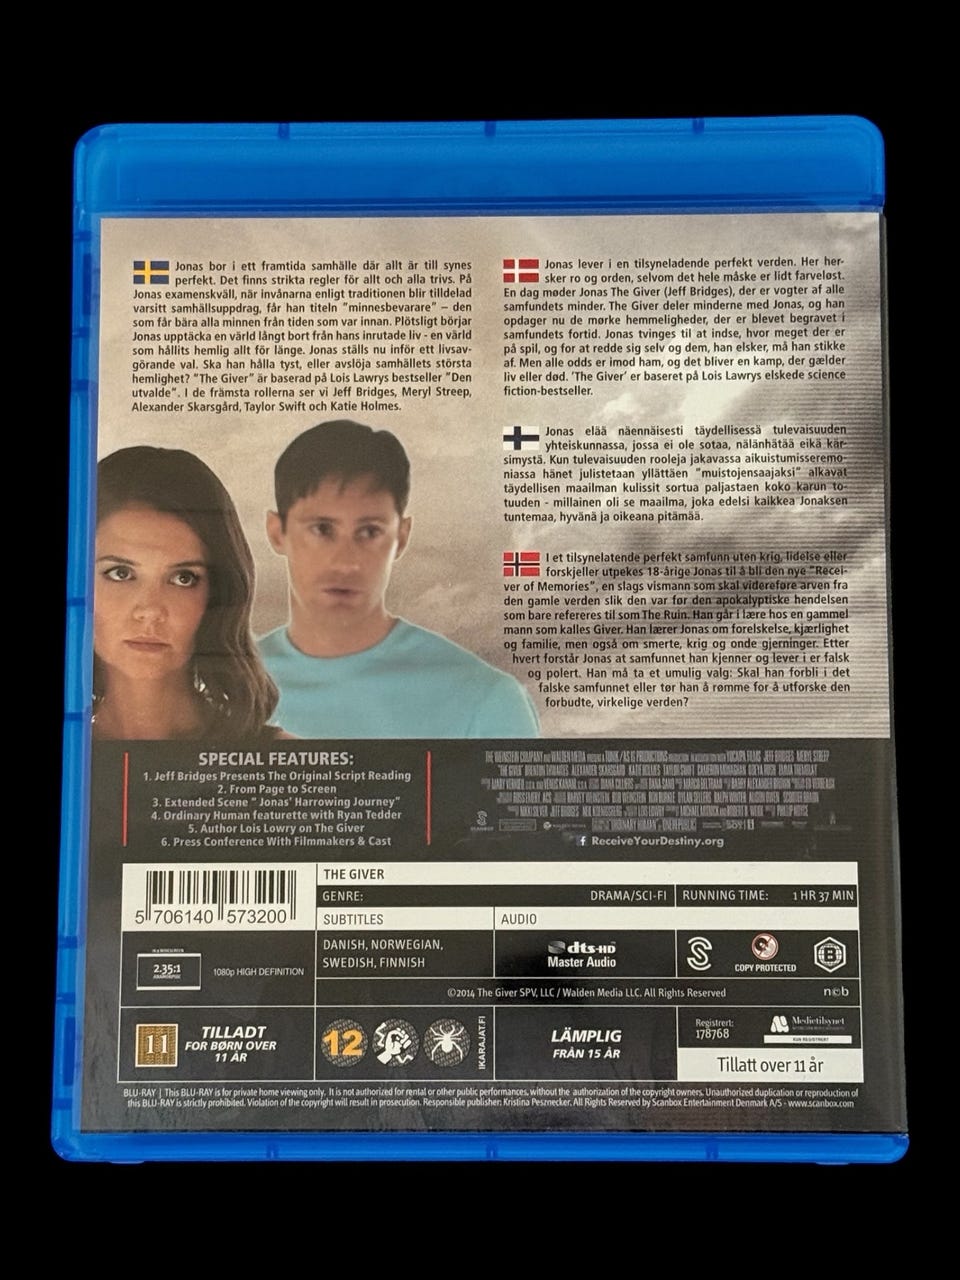 Jonas bor i ett framtida samhälle där allt är till synes
perfekt. Det finns strikta regler för allt och alla trivs. På
Jonas examenskväll, när invånarna enligt traditionen blir tilldelad
varsitt samhällsuppdrag, får han titeln "minnesbevarare" – den
som får bära alla minnen från tiden som var innan. Plötsligt börjar
Jonas upptäcka en värld långt bort från hans inrutade liv - en värld
som hållits hemlig allt för länge. Jonas ställs nu inför ett livsav-
görande val. Ska han hålla tyst, eller avslöja samhällets största
hemlighet? "The Giver" är baserad på Lois Lawrys bestseller "Den
utvalde". I de främsta rollerna ser vi Jeff Bridges, Meryl Streep,
Alexander Skarsgård, Taylor Swift och Katie Holmes.
Jonas lever i en tilsyneladende perfekt verden. Her her-
sker ro og orden, selvom det hele måske er lidt farveløst.
En dag møder Jonas The Giver (Jeff Bridges), der er vogter af alle
samfundets minder. The Giver deler minderne med Jonas, og han
opdager nu de mørke hemmeligheder, der er blevet begravet i
samfundets fortid. Jonas tvinges til at indse, hvor meget der er
på spil, og for at redde sig selv og dem, han elsker, må han stikke
af. Men alle odds er imod ham, og det bliver en kamp, der gælder
liv eller død. 'The Giver' er baseret på Lois Lawrys elskede science
fiction-bestseller.
Jonas elää näennäisesti täydellisessä tulevaisuuden
yhteiskunnassa, jossa ei ole sotaa, nälänhätää eikä kär-
simystä. Kun tulevaisuuden rooleja jakavassa aikuistumisseremo-
niassa hänet julistetaan yllättäen "muistojensaajaksi" alkavat
täydellisen maailman kulissit sortua paljastaen koko karun to-
tuuden - millainen oli se maailma, joka edelsi kaikkea Jonaksen
tuntemaa, hyvänä ja oikeana pitämää.
I et tilsynelatende perfekt samfunn uten krig, lidelse eller
forskjeller utpekes 18-årige Jonas til å bli den nye "Recei-
ver of Memories", en slags vismann som skal videreføre arven fra
den gamle verden slik den var før den apokalyptiske hendelsen
som bare refereres til som The Ruin. Han går i lære hos en gammel
mann som kalles Giver. Han lærer Jonas om forelskelse, kjærlighet
og familie, men også om smerte, krig og onde gjerninger. Etter
hvert forstår Jonas at samfunnet han kjenner og lever i er falsk
og polert. Han må ta et umulig valg: Skal han forbli i det
falske samfunnet eller tør han å rømme for å utforske den
forbudte, virkelige verden?
SPECIAL FEATURES:
1. Jeff Bridges Presents The Original Script Reading
2. From Page to Screen
3. Extended Scene " Jonas' Harrowing Journey"
4. Ordinary Human featurette with Ryan Tedder
5. Author Lois Lowry on The Giver
6. Press Conference With Filmmakers & Cast
f ReceiveYourDestiny.org
5 706140 573200
THE GIVER
GENRE: DRAMA/SCI-FI
RUNNING TIME: 1 HR 37 MIN
SUBTITLES
AUDIO
2.35:1
1080p HIGH DEFINITION
DANISH, NORWEGIAN,
SWEDISH, FINNISH
dts-HD
Master Audio
S
COPY PROTECTED
B
©2014 The Giver SPV, LLC / Walden Media LLC. All Rights Reserved
ncb
11
TILLADT
FOR BØRN OVER
11 ÅR
12
IKARAJAT.FI
LÄMPLIG
FRÅN 15 ÅR
Registrert:
178768
Medietilsynet
Tillatt over 11 år
BLU-RAY | This BLU-RAY is for private home viewing only. It is not authorized for rental or other public performances, without the authorization of the copyright owners. Unauthorized duplication or reproduction of
this BLU-RAY is strictly prohibited. Violation of the copyright will result in prosecution. Responsible publisher: Kristina Pesznecker. All Rights Reserved by Scanbox Entertainment Denmark A/S - www.scanbox.com